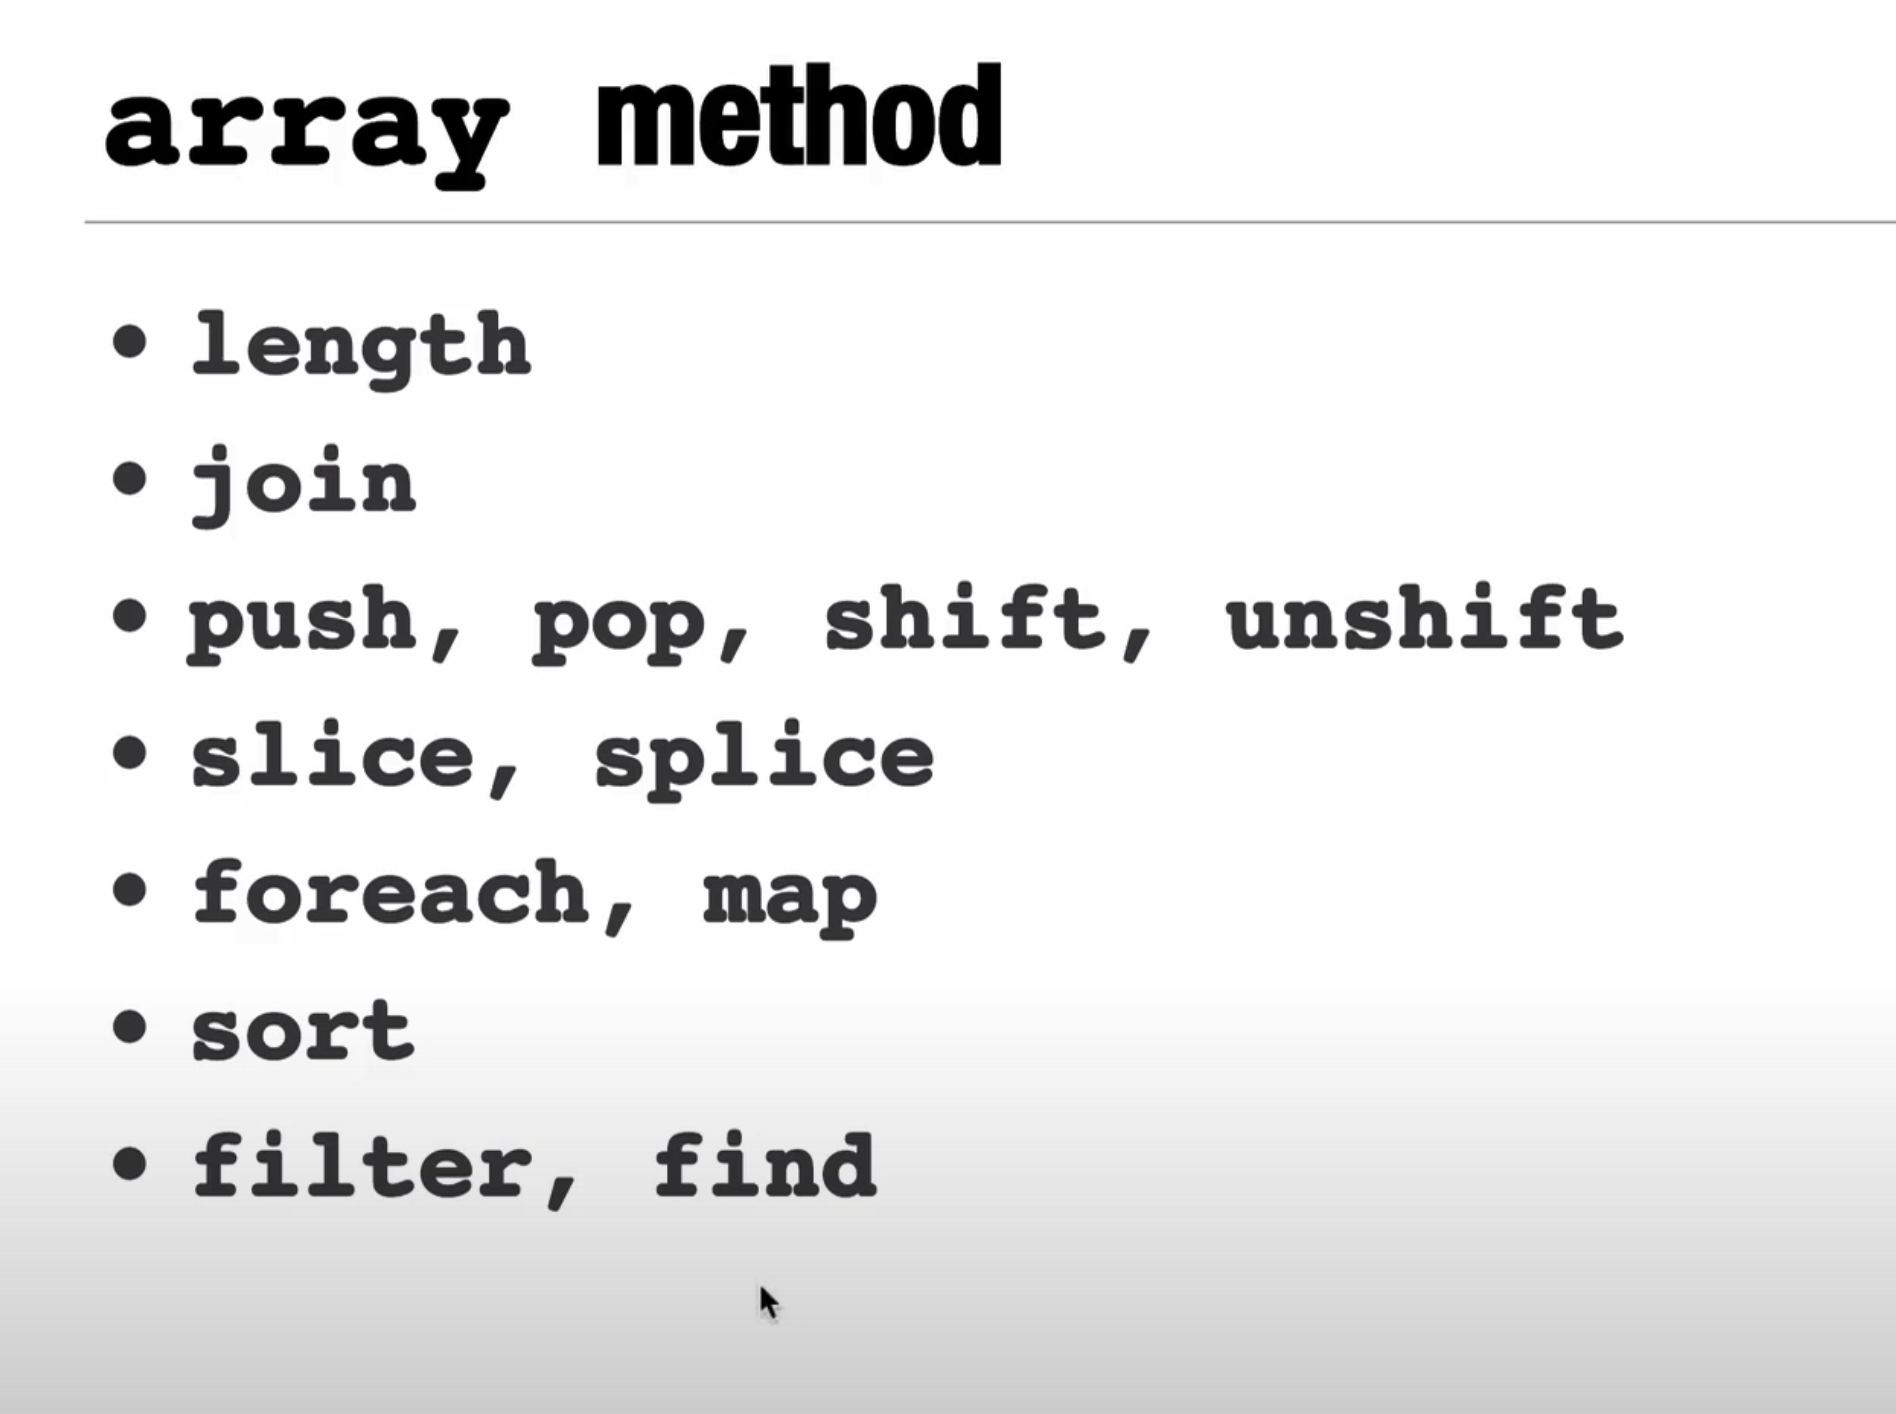 array method
• length
• join
• push, pop, shift, unshift
• slice, splice
• foreach, map
• sort
• filter, find